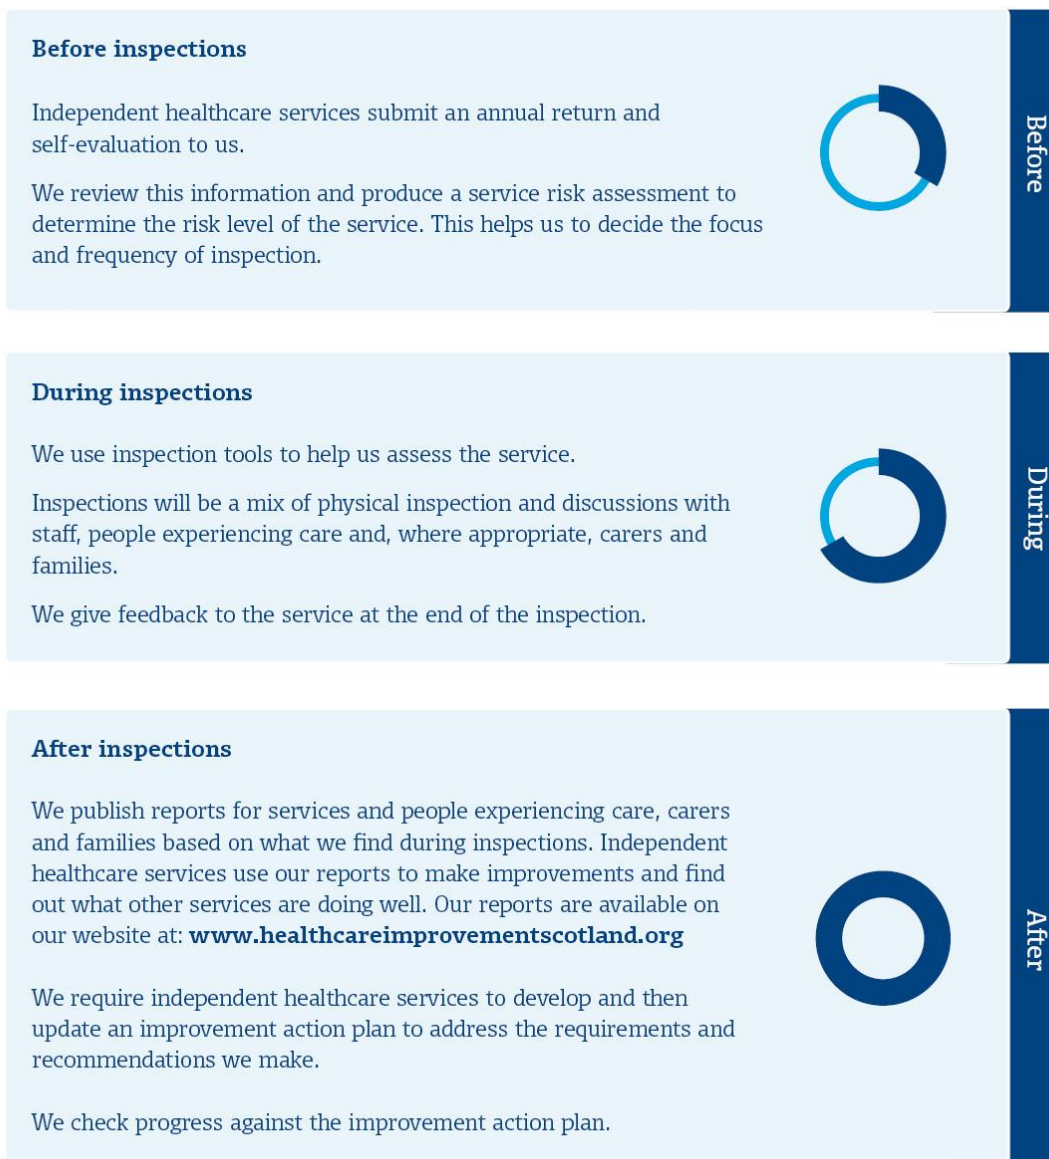 Before inspections
Independent healthcare services submit an annual return and
self-evaluation to us.
We review this information and produce a service risk assessment to
determine the risk level of the service. This helps us to decide the focus
and frequency of inspection.
Before
During inspections
We use inspection tools to help us assess the service.
Inspections will be a mix of physical inspection and discussions with
staff, people experiencing care and, where appropriate, carers and
families.
We give feedback to the service at the end of the inspection.
During
After inspections
We publish reports for services and people experiencing care, carers
and families based on what we find during inspections. Independent
healthcare services use our reports to make improvements and find
out what other services are doing well. Our reports are available on
our website at: www.healthcareimprovementscotland.org
We require independent healthcare services to develop and then
update an improvement action plan to address the requirements and
recommendations we make.
We check progress against the improvement action plan.
After